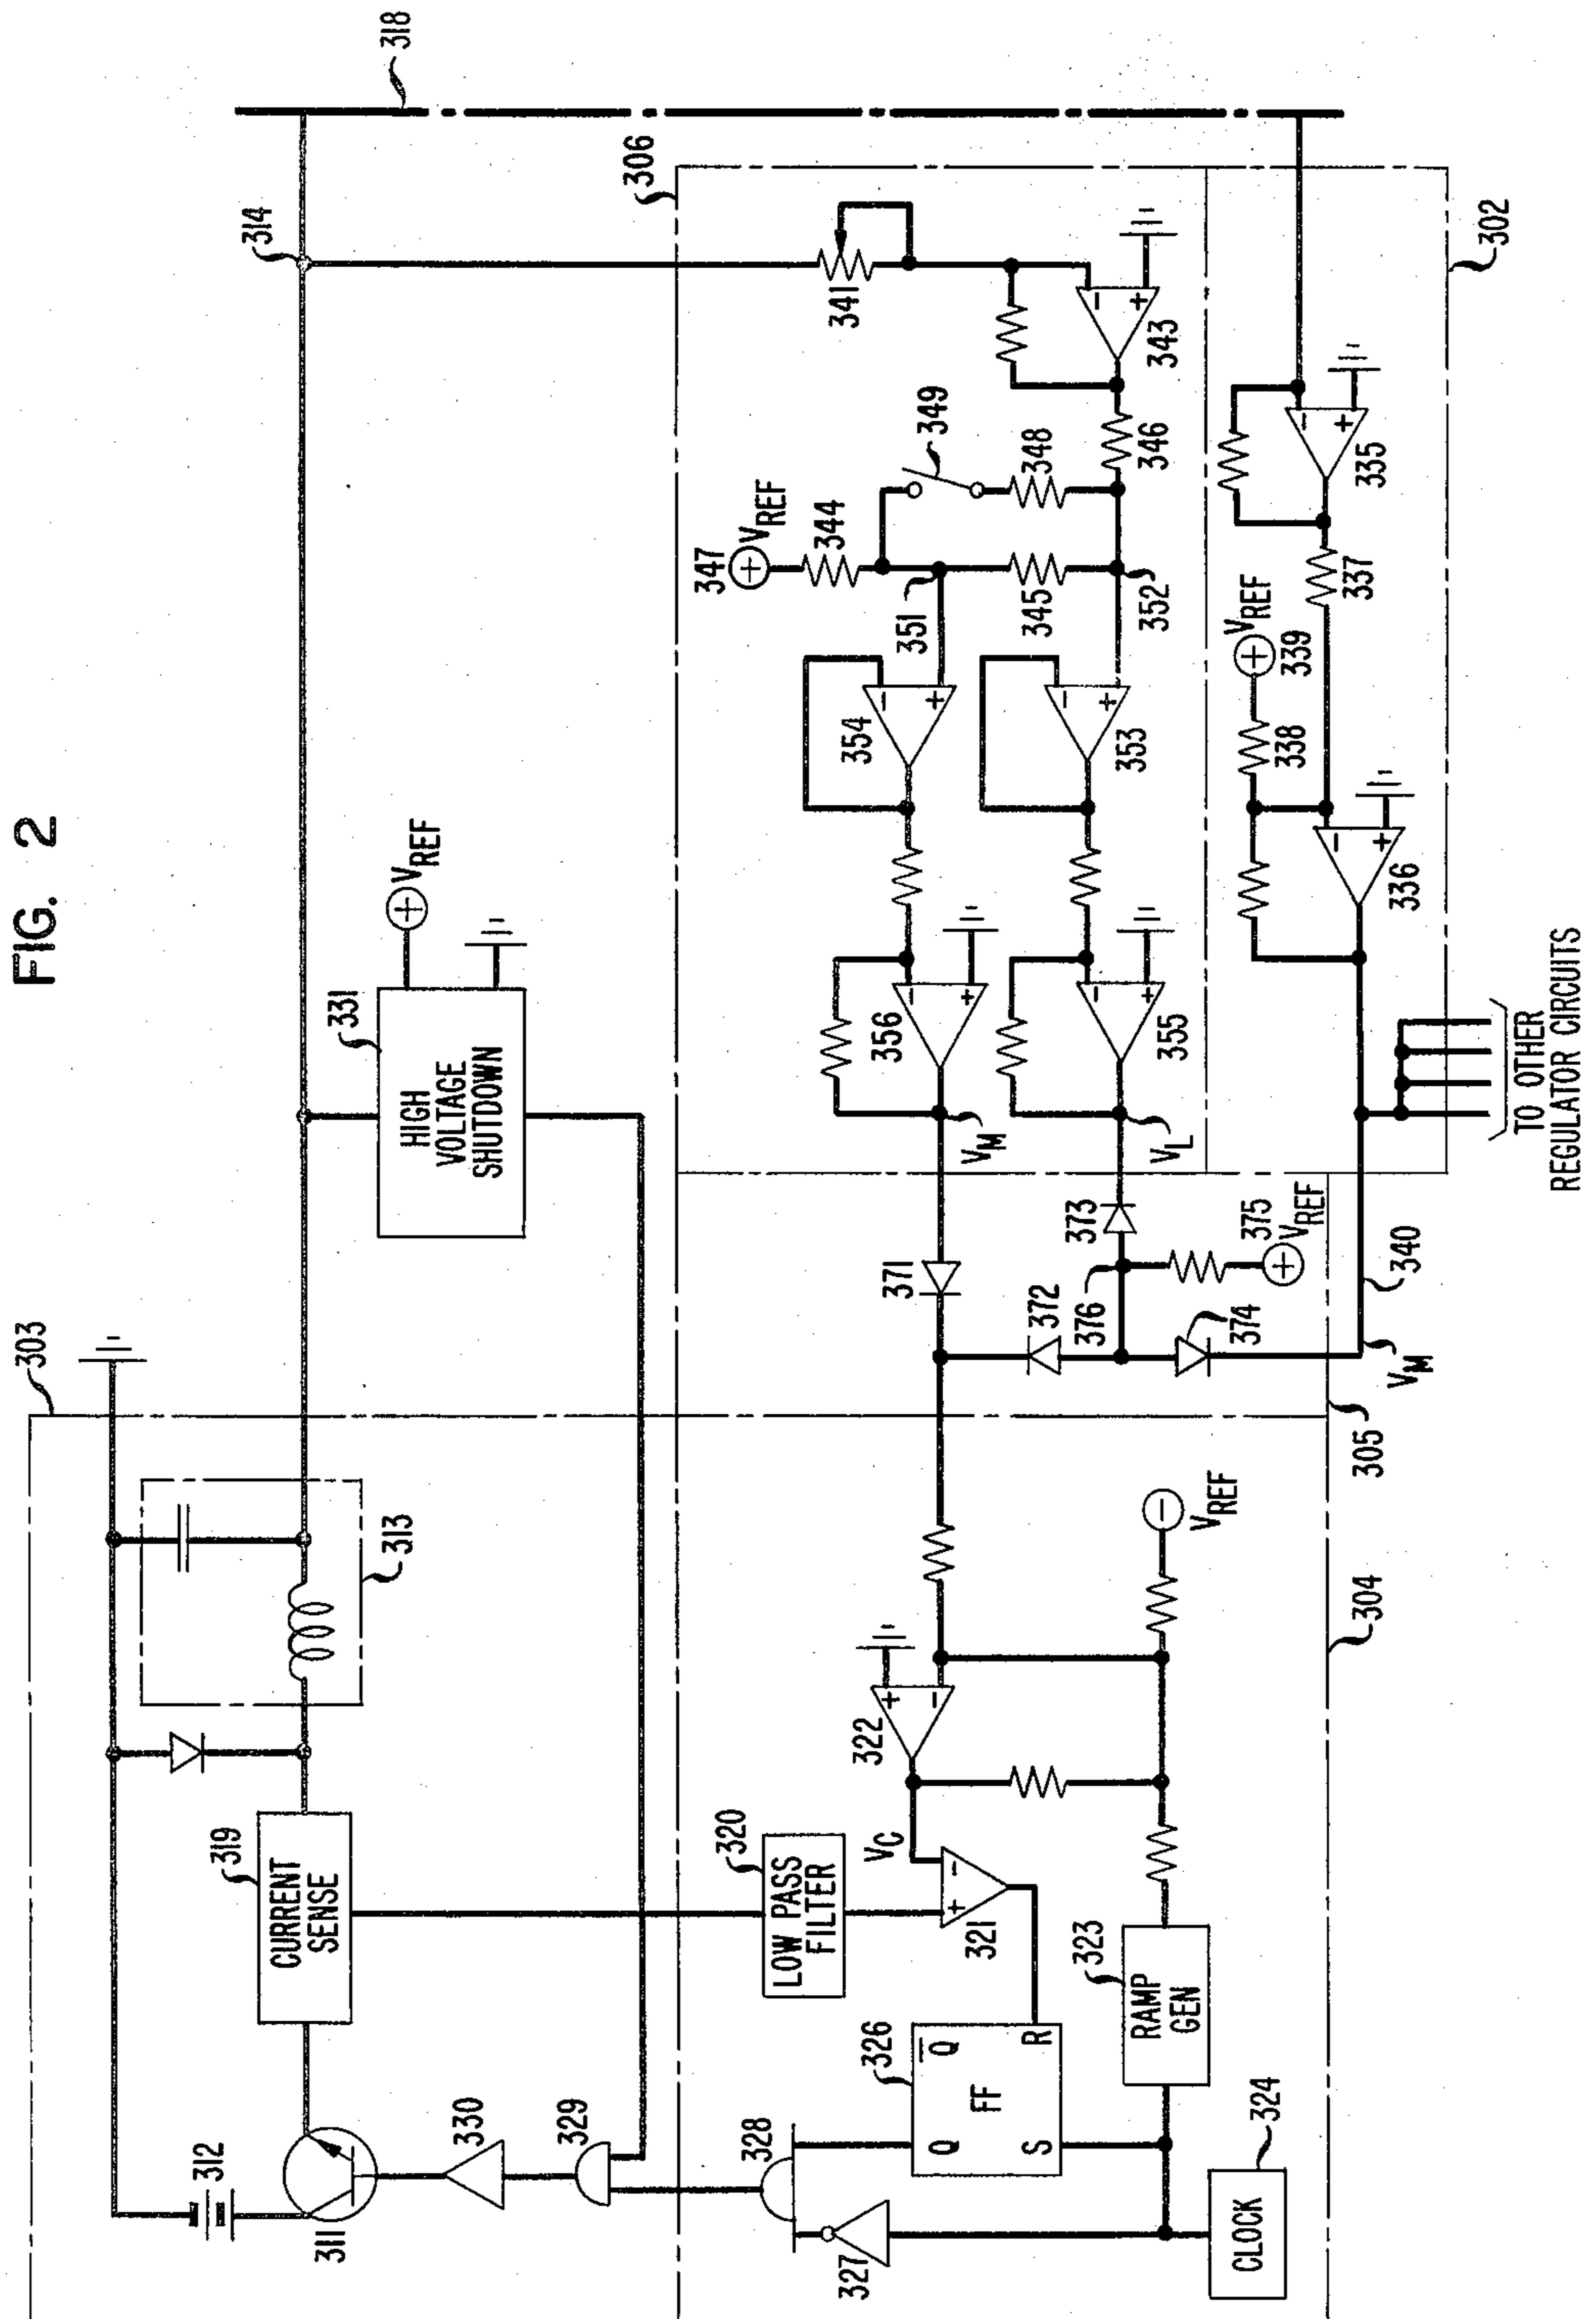 FIG. 2
303
318
314
312
311
319
CURRENT
SENSE
313
331
HIGH
VOLTAGE
SHUTDOWN
VREF
330
329
306
347
VREF
344
349
348
341
343
346
345
351
352
354
353
356
355
VM
VL
371
372
373
374
375
VREF
376
320
LOW PASS
FILTER
VC
322
+
−
321
+
−
328
327
326
Q
Q̅
FF
S
R
323
RAMP
GEN
324
CLOCK
VREF
304
305
VM
340
302
335
337
338
339
VREF
336
TO OTHER
REGULATOR CIRCUITS